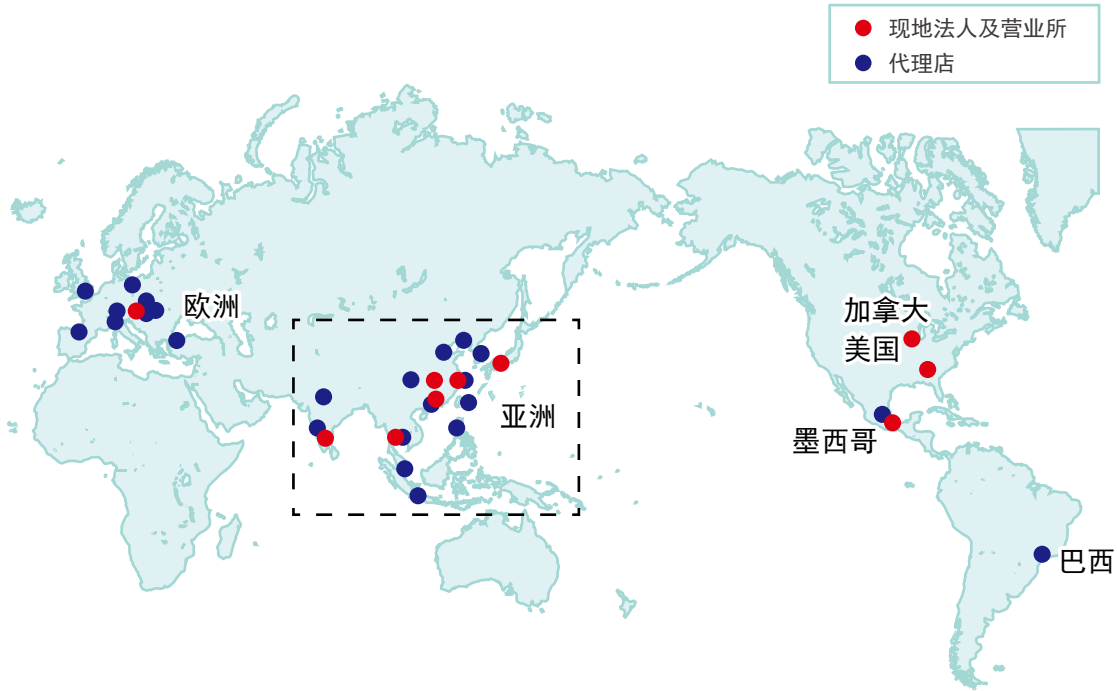 现地法人及营业所
代理店
欧洲
加拿大
美国
亚洲
墨西哥
巴西